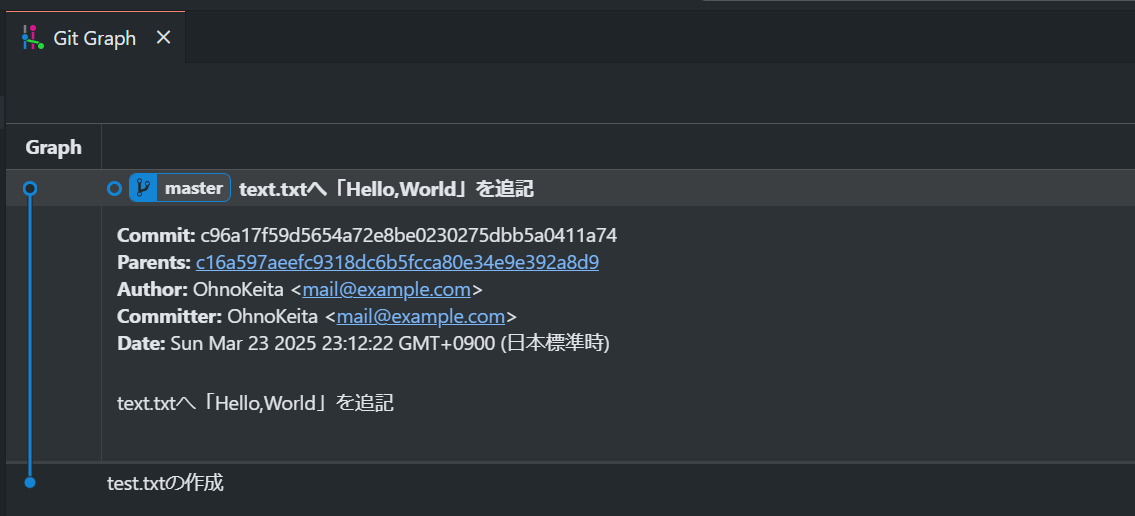 Git Graph
Graph
master text.txtへ「Hello,World」を追記
Commit: c96a17f59d5654a72e8be0230275dbb5a0411a74
Parents: c16a597aeefc9318dc6b5fcca80e34e9e392a8d9
Author: OhnoKeita <mail@example.com>
Committer: OhnoKeita <mail@example.com>
Date: Sun Mar 23 2025 23:12:22 GMT+0900 (日本標準時)
text.txtへ「Hello,World」を追記
test.txtの作成